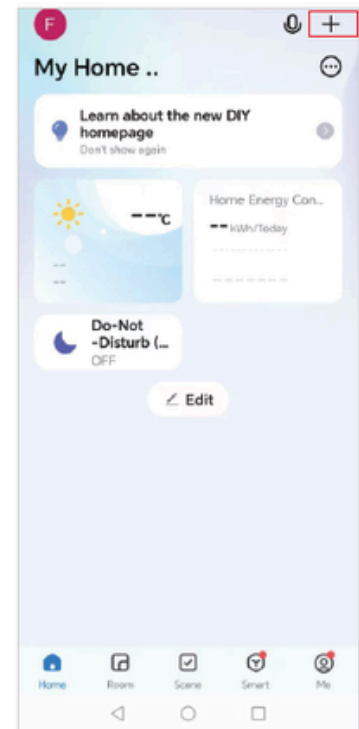 F
My Home ..
Learn about the new DIY
homepage
Don't show again
--°C
--
--
Home Energy Con...
-- kWh/Today
Do-Not
-Disturb (...
OFF
Edit
Home Room Scene Smart Me